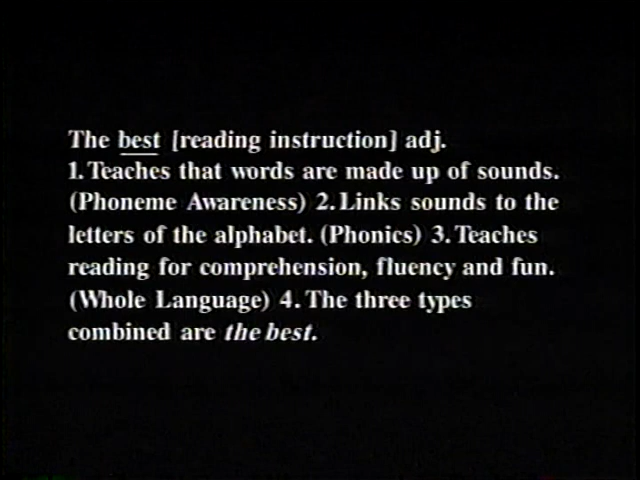 The best [reading instruction] adj.
1. Teaches that words are made up of sounds.
(Phoneme Awareness) 2. Links sounds to the
letters of the alphabet. (Phonics) 3. Teaches
reading for comprehension, fluency and fun.
(Whole Language) 4. The three types
combined are the best.